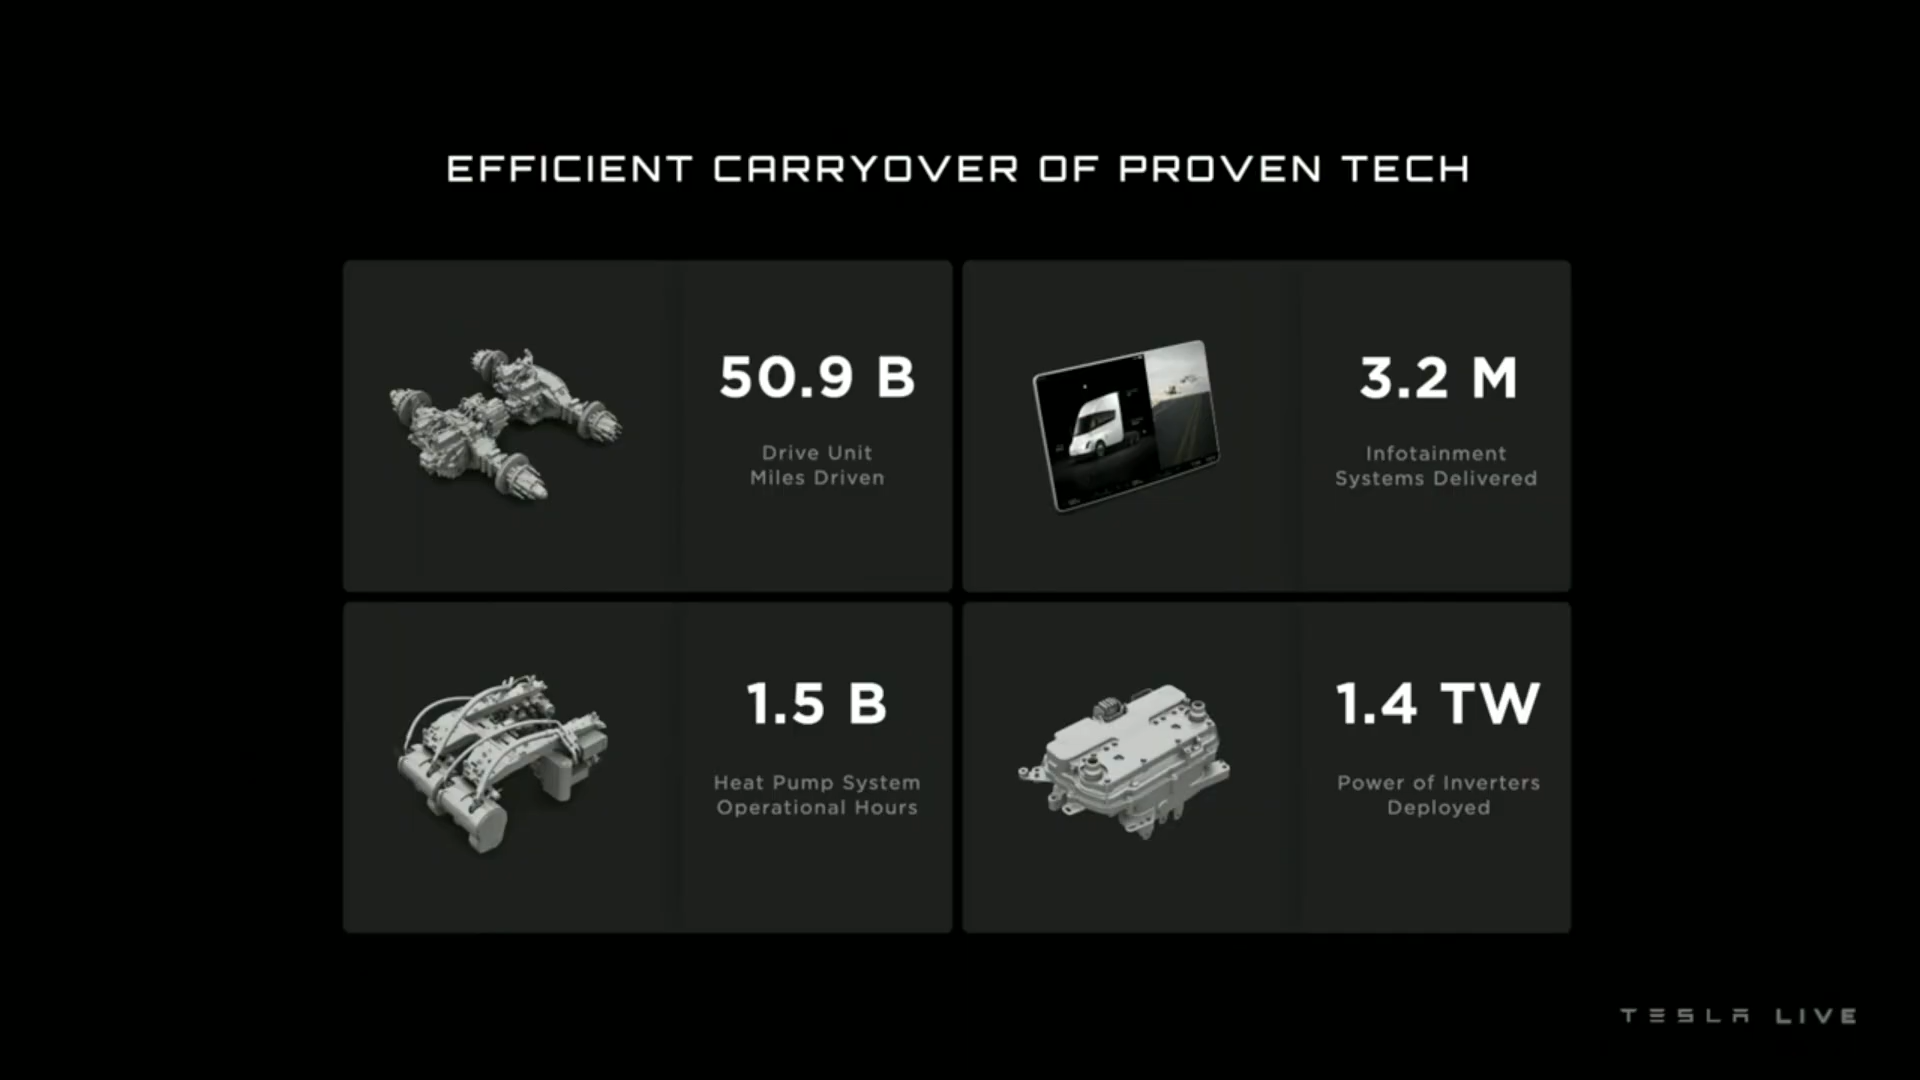 EFFICIENT CARRYOVER OF PROVEN TECH
50.9 B
Drive Unit
Miles Driven
3.2 M
Infotainment
Systems Delivered
1.5 B
Heat Pump System
Operational Hours
1.4 TW
Power of Inverters
Deployed
TESLA LIVE